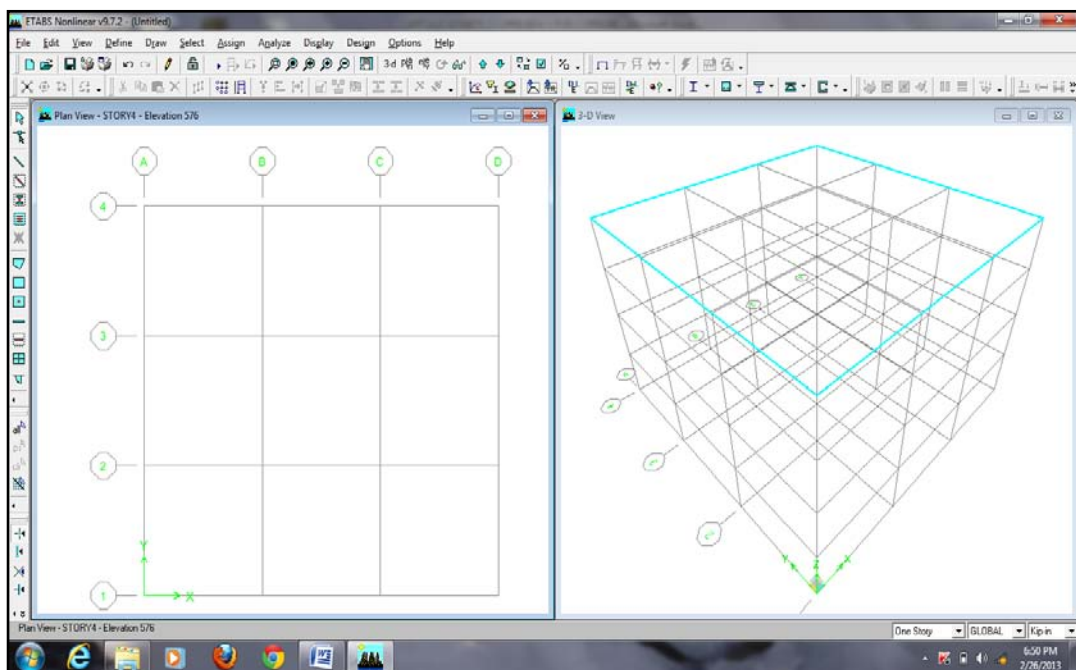 ETABS Nonlinear v9.7.2 - (Untitled)
File Edit View Define Draw Select Assign Analyze Display Design Options Help
3d
Plan View - STORY4 - Elevation 576
3-D View
A B C D
4
3
2
1
Y
X
Y Z X
Plan View - STORY4 - Elevation 576
One Story GLOBAL Kip-in
6:50 PM
2/26/2013